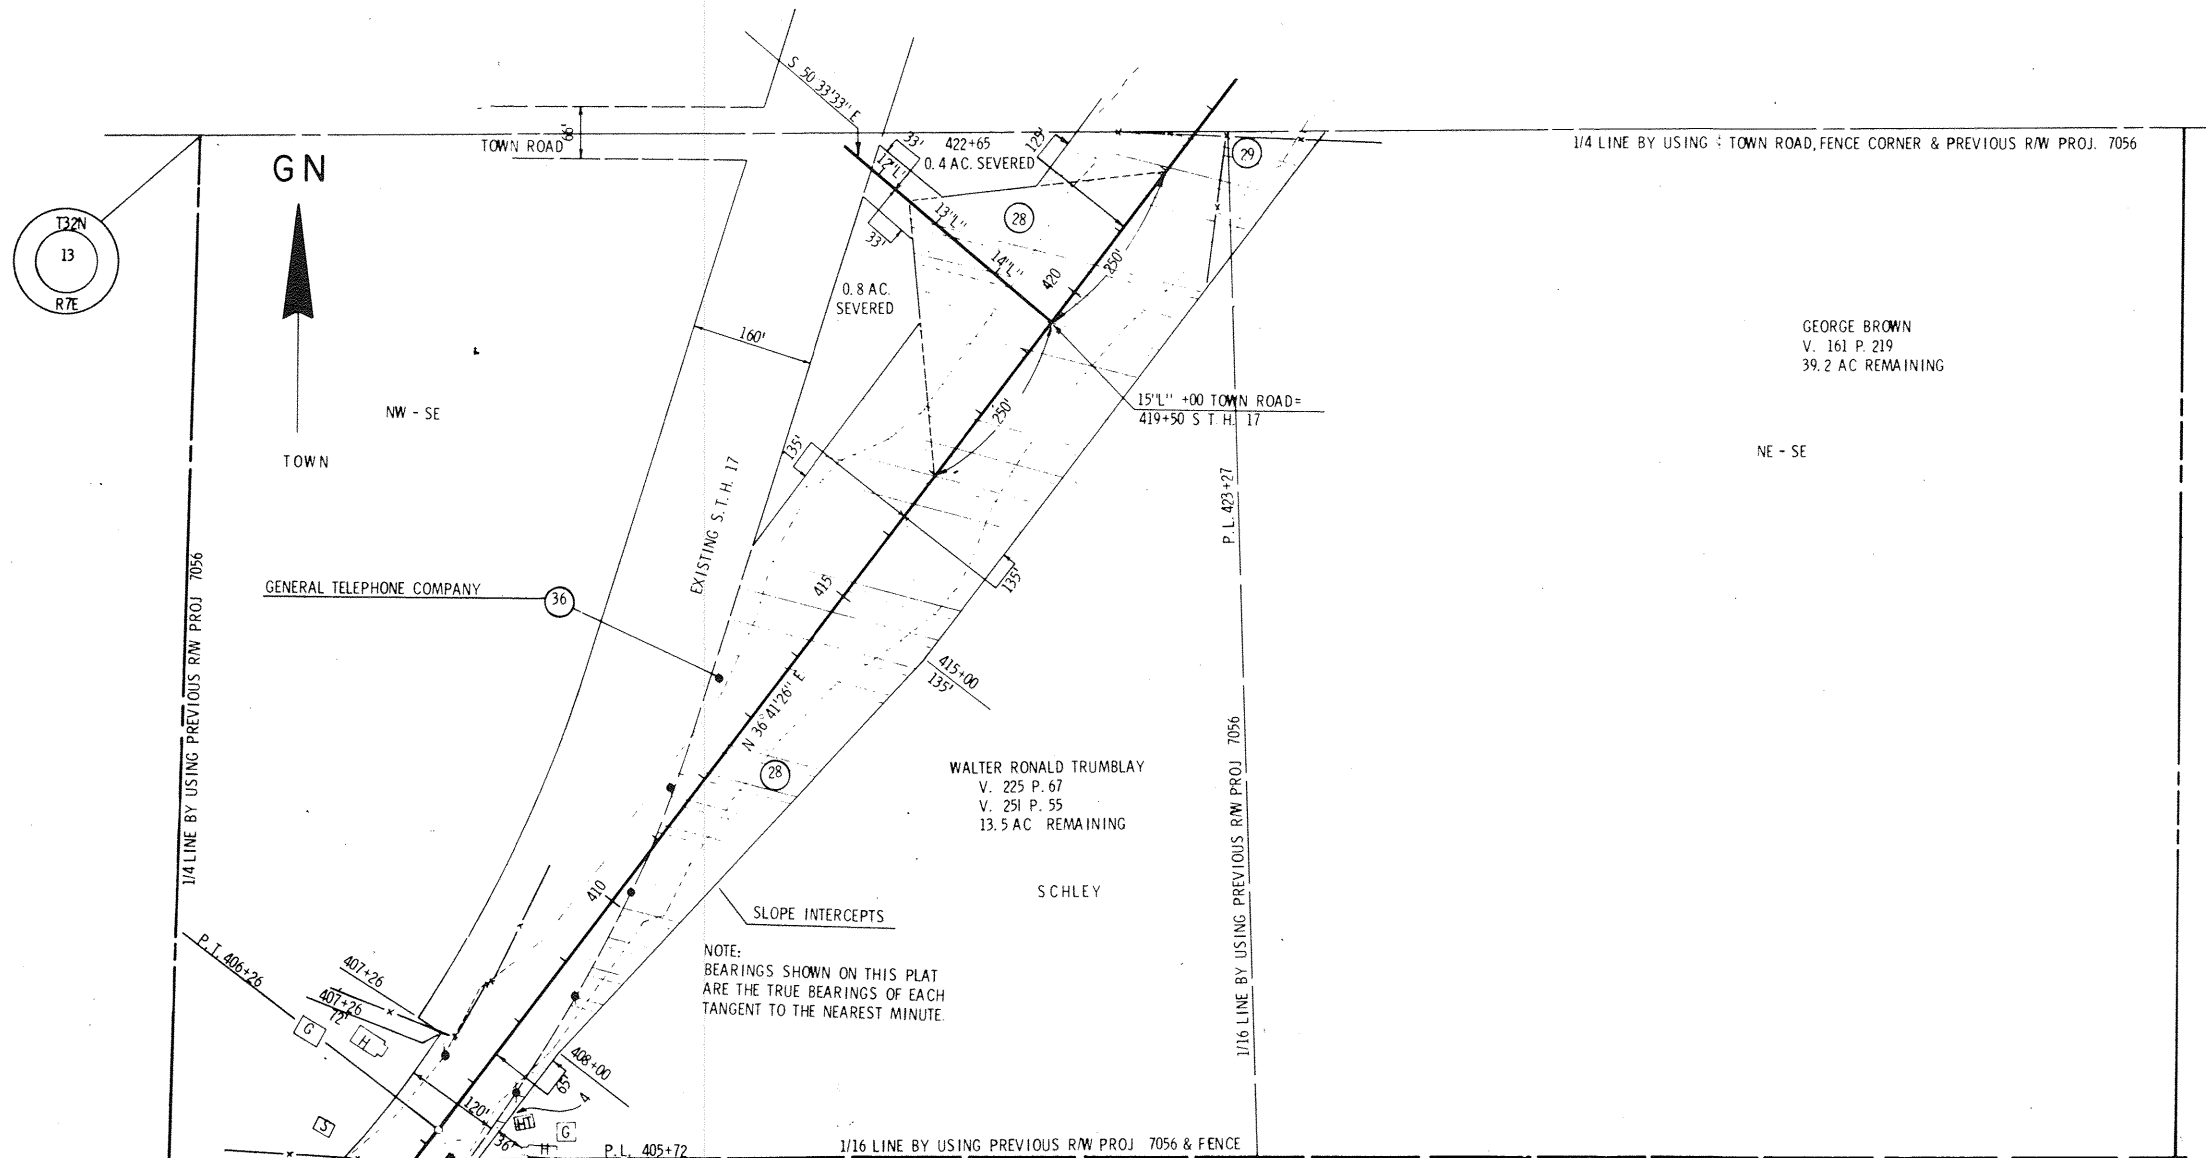 S 50°33'33" E
66'
TOWN ROAD
33'
12"L"
422+65
0.4 AC. SEVERED
129'
29
1/4 LINE BY USING TOWN ROAD, FENCE CORNER & PREVIOUS R/W PROJ. 7056
GN
T32N
13
R7E
13"L"
28
33'
14"L"
420
250'
0.8 AC.
SEVERED
160'
GEORGE BROWN
V. 161 P. 219
39.2 AC REMAINING
15"L" +00 TOWN ROAD=
419+50 S.T.H. 17
NW - SE
250'
TOWN
135'
NE - SE
EXISTING S.T.H. 17
P.L. 423+27
1/4 LINE BY USING PREVIOUS R/W PROJ 7056
GENERAL TELEPHONE COMPANY
36
415
135'
415+00
135'
N 36°41'26" E
28
WALTER RONALD TRUMBLAY
V. 225 P. 67
V. 251 P. 55
13.5 AC REMAINING
1/16 LINE BY USING PREVIOUS R/W PROJ 7056
410
SCHLEY
SLOPE INTERCEPTS
NOTE:
BEARINGS SHOWN ON THIS PLAT
ARE THE TRUE BEARINGS OF EACH
TANGENT TO THE NEAREST MINUTE.
P.T. 406+26
407+26
407+26
72'
G
H
408+00
65'
4
120'
S
HT
G
36'
H
P.L. 405+72
1/16 LINE BY USING PREVIOUS R/W PROJ 7056 & FENCE